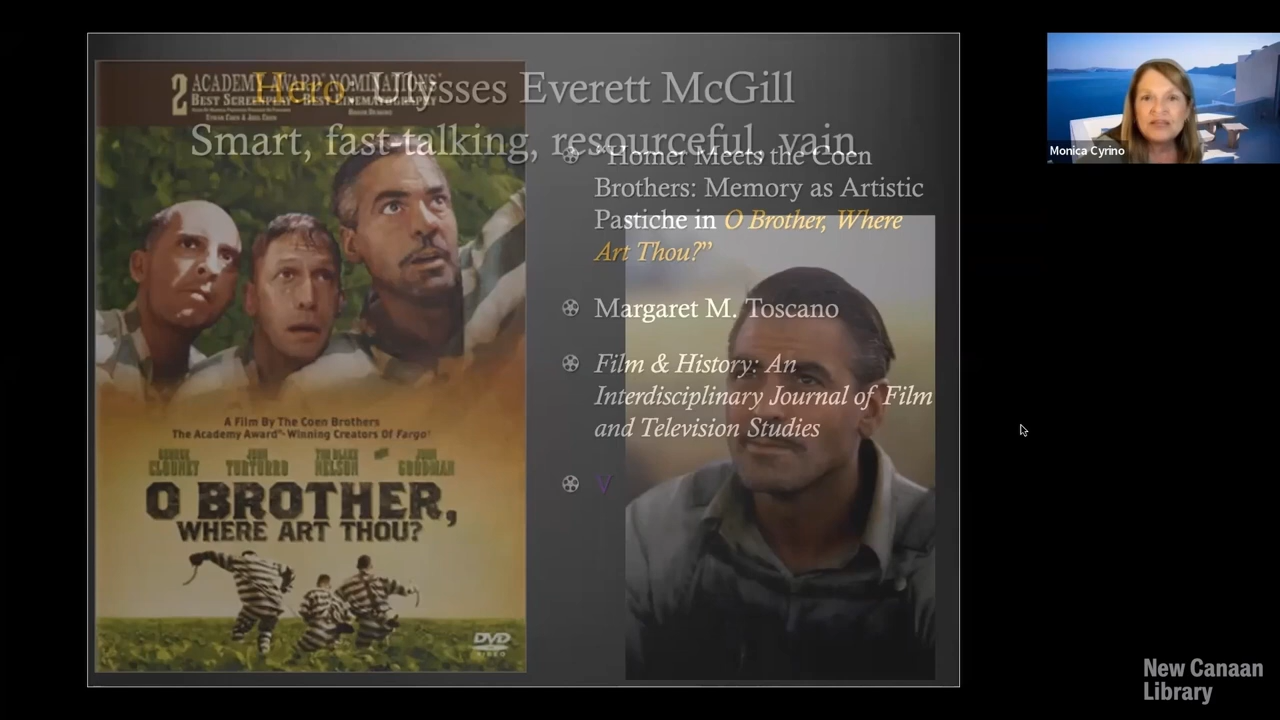 Hero: Ulysses Everett McGill
Smart, fast-talking, resourceful, vain
2 ACADEMY AWARD NOMINATIONS
BEST SCREENPLAY BEST CINEMATOGRAPHY
A FILM BY THE COEN BROTHERS
THE ACADEMY AWARD®-WINNING CREATORS OF FARGO!
GEORGE CLOONEY
JOHN TURTURRO
TIM BLAKE NELSON
AND
JOHN GOODMAN
O BROTHER,
WHERE ART THOU?
DVD
VIDEO
“Homer Meets the Coen
Brothers: Memory as Artistic
Pastiche in O Brother, Where
Art Thou?”
Margaret M. Toscano
Film & History: An
Interdisciplinary Journal of Film
and Television Studies
V
Monica Cyrino
New Canaan
Library